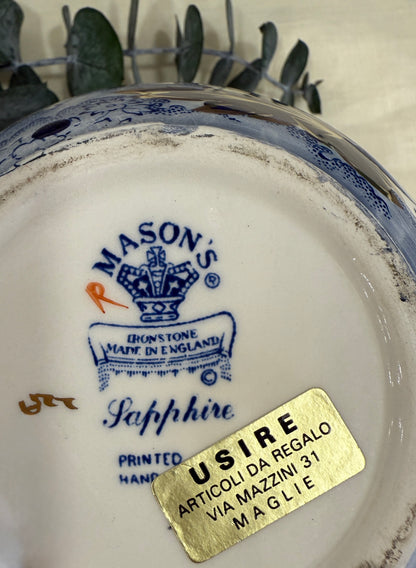 MASON'S
®
R
IRONSTONE
MADE IN ENGLAND
©
Sapphire
PRINTED
HAND
USIRE
ARTICOLI DA REGALO
VIA MAZZINI 31
MAGLIE